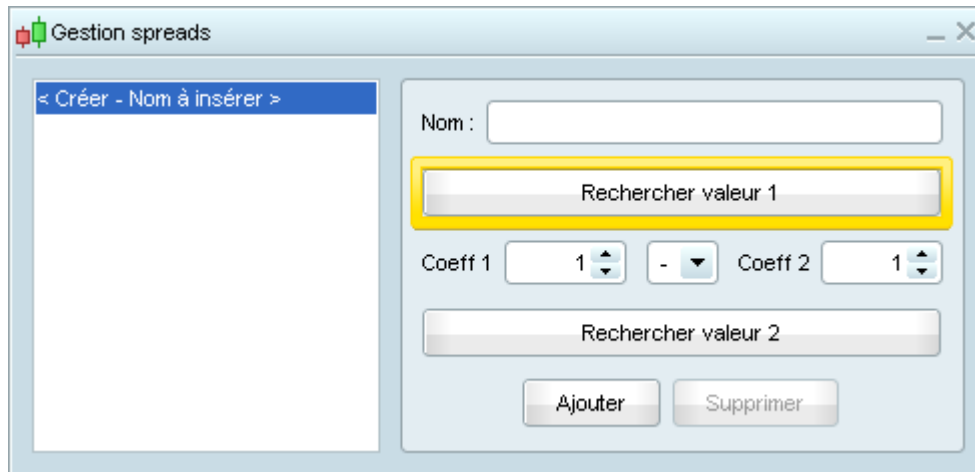 Gestion spreads
< Créer - Nom à insérer >
Nom :
Rechercher valeur 1
Coeff 1 1 - Coeff 2 1
Rechercher valeur 2
Ajouter Supprimer